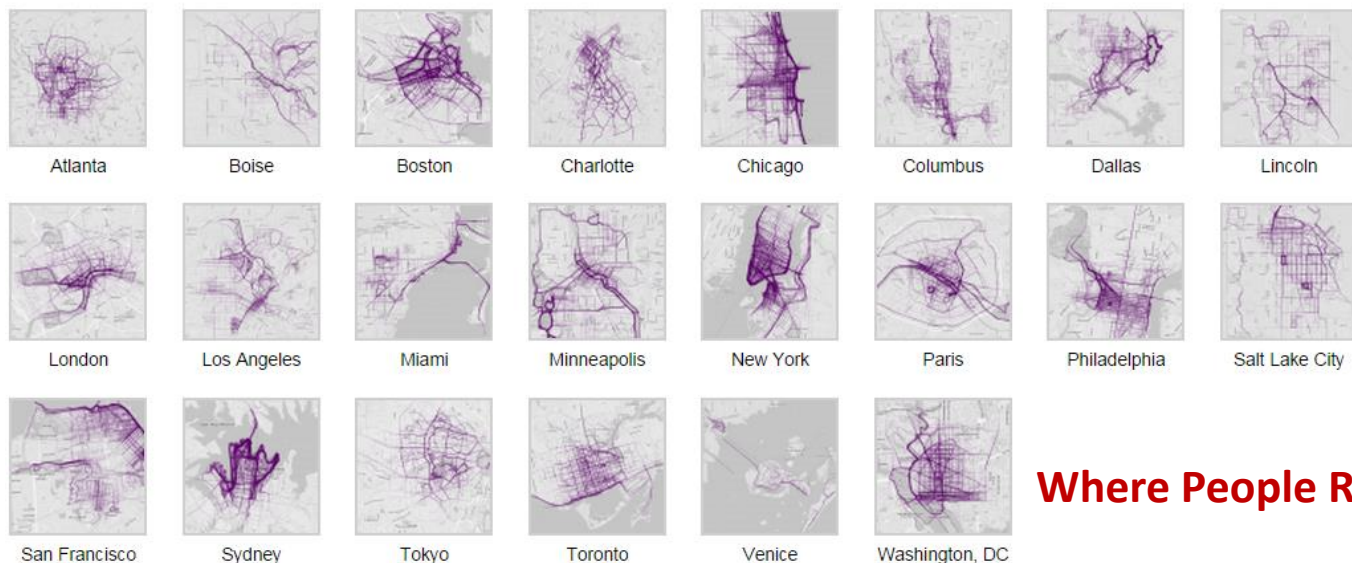 Atlanta Boise Boston Charlotte Chicago Columbus Dallas Lincoln
London Los Angeles Miami Minneapolis New York Paris Philadelphia Salt Lake City
Where People R
San Francisco Sydney Tokyo Toronto Venice Washington, DC